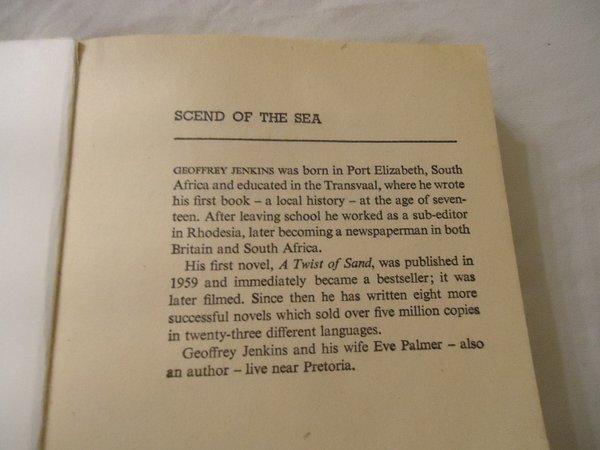 SCEND OF THE SEA
GEOFFREY JENKINS was born in Port Elizabeth, South
Africa and educated in the Transvaal, where he wrote
his first book – a local history – at the age of seven-
teen. After leaving school he worked as a sub-editor
in Rhodesia, later becoming a newspaperman in both
Britain and South Africa.
His first novel, A Twist of Sand, was published in
1959 and immediately became a bestseller; it was
later filmed. Since then he has written eight more
successful novels which sold over five million copies
in twenty-three different languages.
Geoffrey Jenkins and his wife Eve Palmer – also
an author – live near Pretoria.